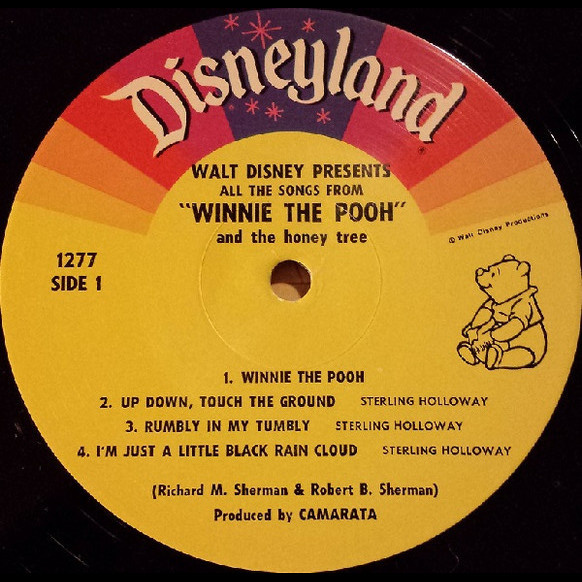 Disneyland
WALT DISNEY PRESENTS
ALL THE SONGS FROM
"WINNIE THE POOH"
and the honey tree
© Walt Disney Productions
1277
SIDE 1
1. WINNIE THE POOH
2. UP DOWN, TOUCH THE GROUND STERLING HOLLOWAY
3. RUMBLY IN MY TUMBLY STERLING HOLLOWAY
4. I'M JUST A LITTLE BLACK RAIN CLOUD STERLING HOLLOWAY
(Richard M. Sherman & Robert B. Sherman)
Produced by CAMARATA